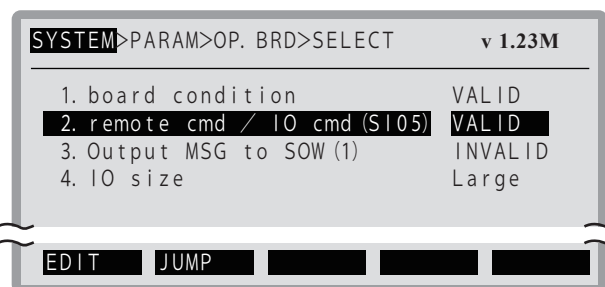 SYSTEM>PARAM>OP. BRD>SELECT v 1.23M
1. board condition VALID
2. remote cmd / IO cmd (SI05) VALID
3. Output MSG to SOW(1) INVALID
4. IO size Large
EDIT JUMP